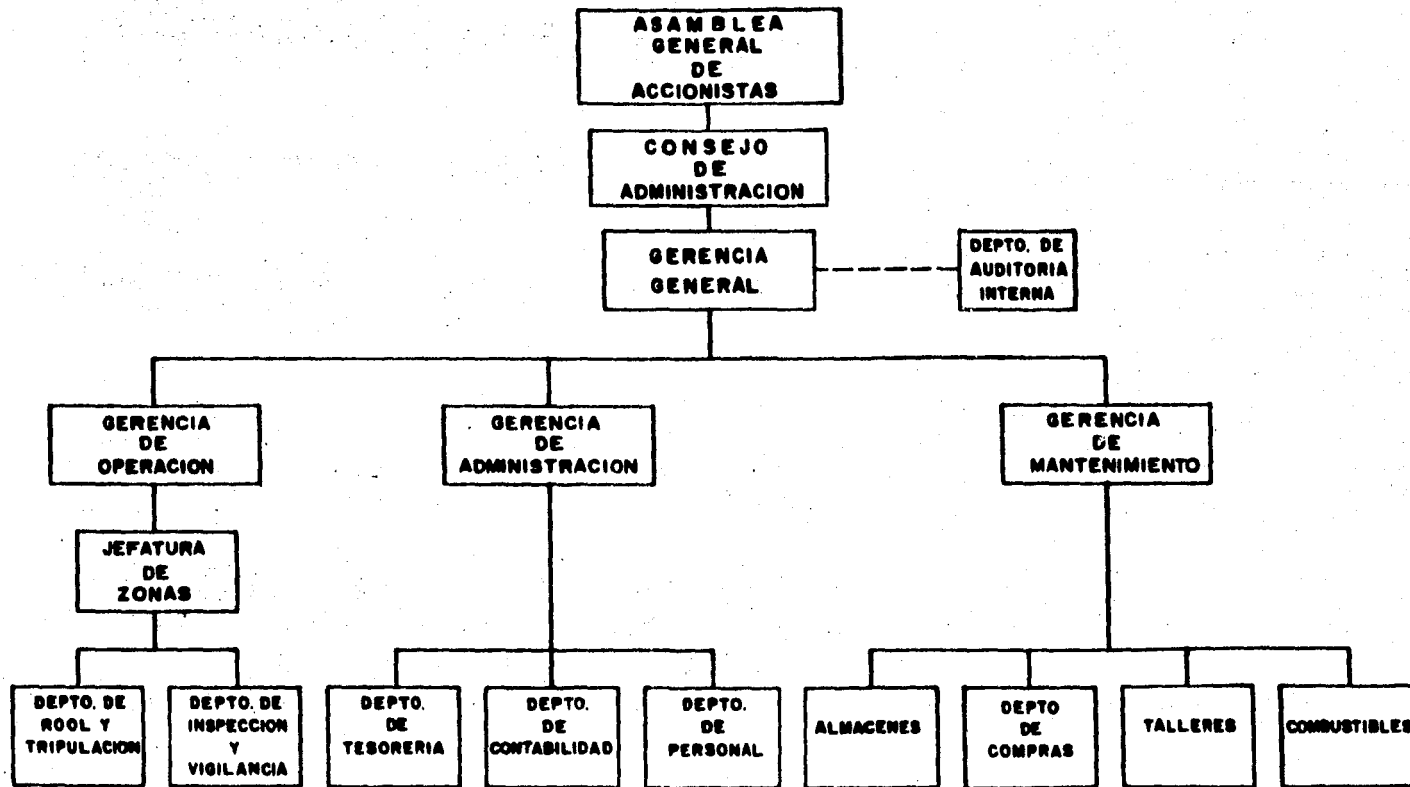 ASAMBLEA
GENERAL
DE
ACCIONISTAS
CONSEJO
DE
ADMINISTRACION
GERENCIA
GENERAL
DEPTO. DE
AUDITORIA
INTERNA
GERENCIA
DE
OPERACION
GERENCIA
DE
ADMINISTRACION
GERENCIA
DE
MANTENIMIENTO
JEFATURA
DE
ZONAS
DEPTO. DE
ROOL Y
TRIPULACION
DEPTO. DE
INSPECCION
Y
VIGILANCIA
DEPTO.
DE
TESORERIA
DEPTO.
DE
CONTABILIDAD
DEPTO.
DE
PERSONAL
ALMACENES
DEPTO
DE
COMPRAS
TALLERES
COMBUSTIBLES